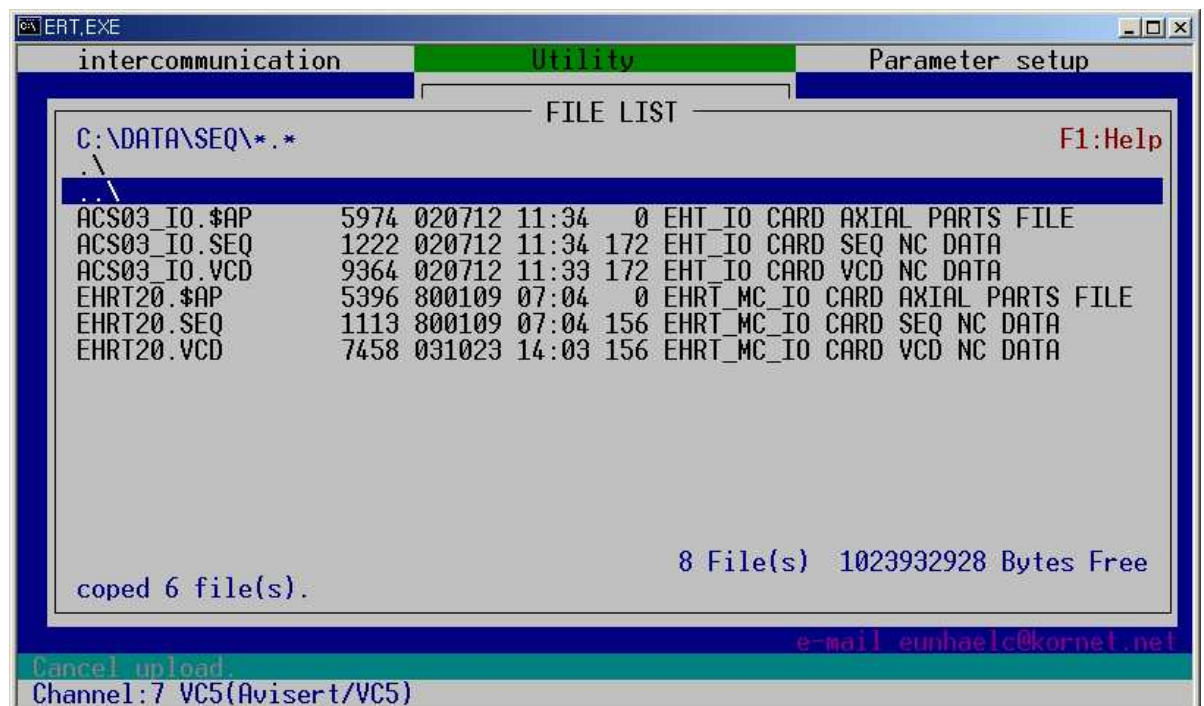 ERT.EXE
intercommunication Utility Parameter setup
FILE LIST
C:\DATA\SEQ\*.* F1:Help
.\
..\
ACS03_IO.$AP 5974 020712 11:34 0 EHT_IO CARD AXIAL PARTS FILE
ACS03_IO.SEQ 1222 020712 11:34 172 EHT_IO CARD SEQ NC DATA
ACS03_IO.VCD 9364 020712 11:33 172 EHT_IO CARD VCD NC DATA
EHRT20.$AP 5396 800109 07:04 0 EHRT_MC_IO CARD AXIAL PARTS FILE
EHRT20.SEQ 1113 800109 07:04 156 EHRT_MC_IO CARD SEQ NC DATA
EHRT20.VCD 7458 031023 14:03 156 EHRT_MC_IO CARD VCD NC DATA
8 File(s) 1023932928 Bytes Free
coped 6 file(s).
e-mail eunhaelc@kornet.net
Cancel upload.
Channel:7 VC5(Avisert/VC5)